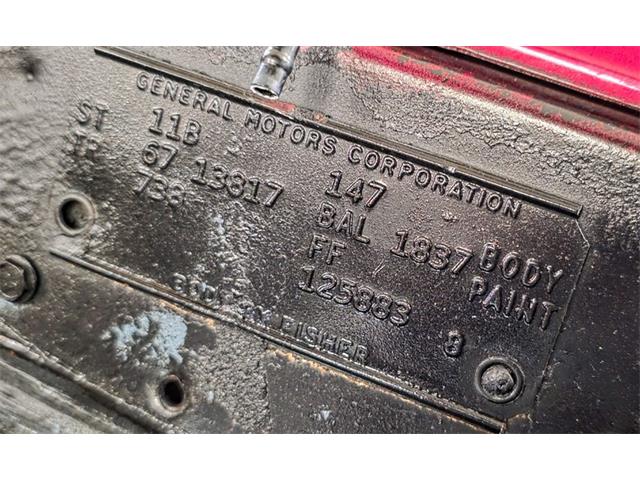 GENERAL MOTORS CORPORATION
11B 147
ST 67 13817 BAL 1837 BODY
TR 738 FF 125883 PAINT
8
BODY BY FISHER